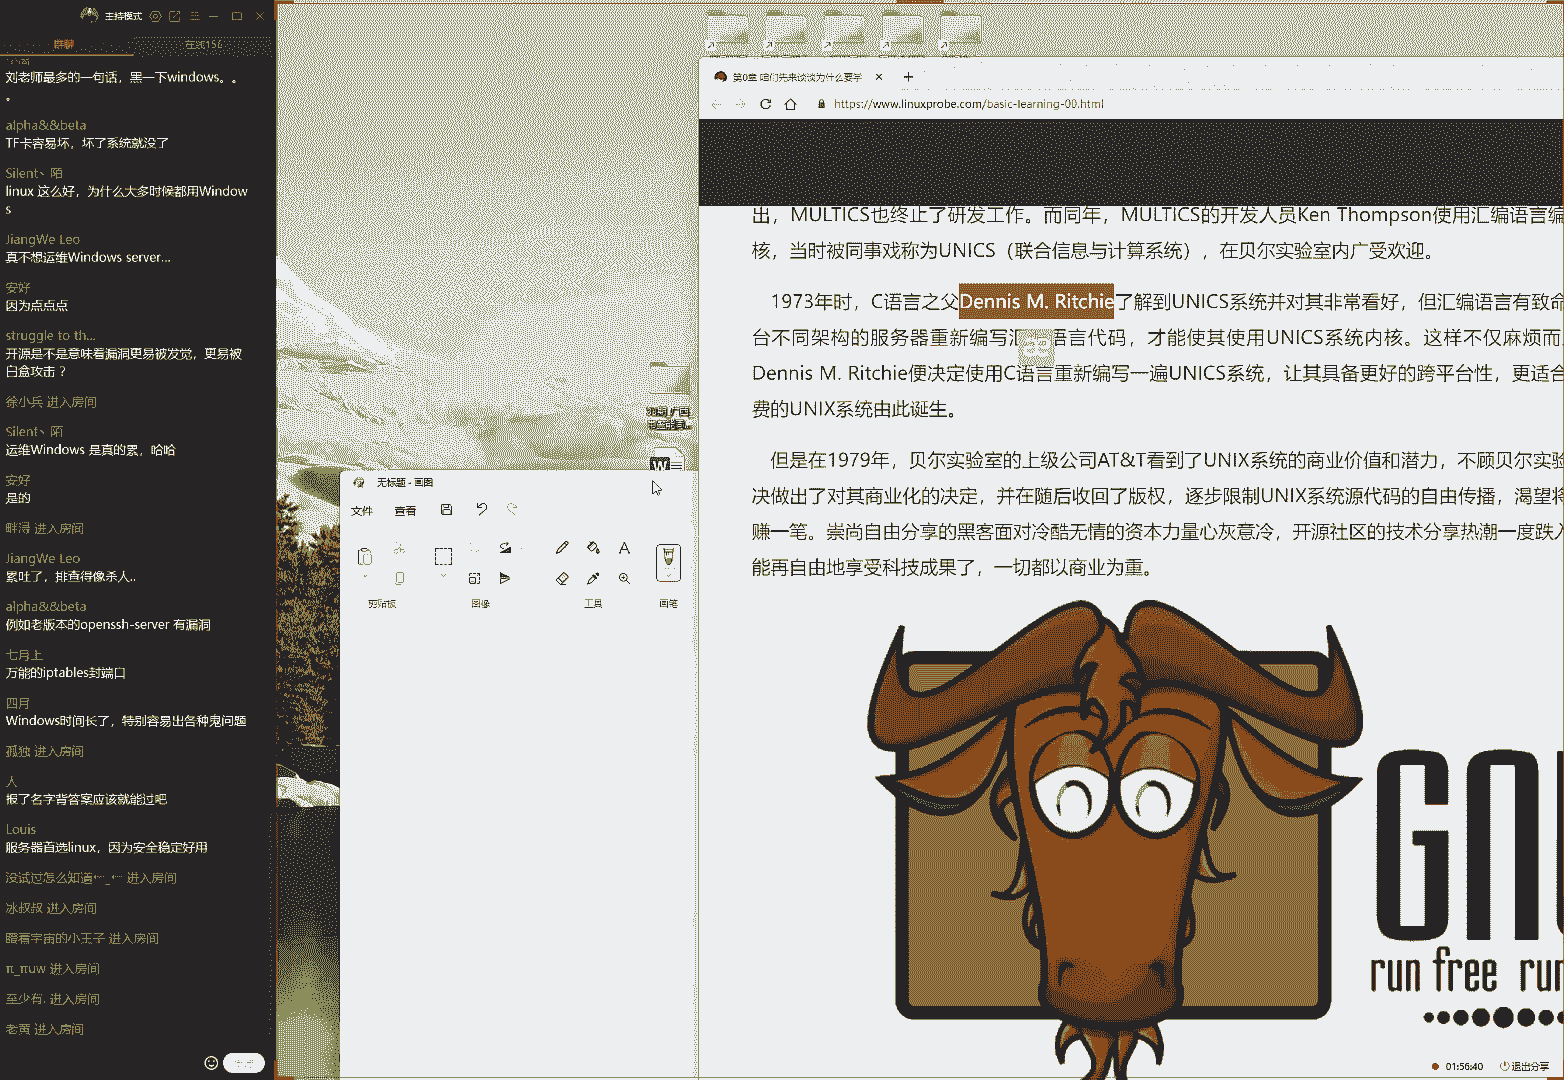 主持模式
群聊
在线156
刘老师最多的一句话，黑一下windows。。
。
alpha&&beta
TF卡容易坏，坏了系统就没了
Silent、陌
linux 这么好，为什么大多时候都用Window
s
JiangWe Leo
真不想运维Windows server...
安好
因为点点点
struggle to th...
开源是不是意味着漏洞更易被发觉，更易被
白盒攻击？
徐小兵 进入房间
Silent、陌
运维Windows 是真的累，哈哈
安好
是的
畔浔 进入房间
JiangWe Leo
累吐了，排查得像杀人..
alpha&&beta
例如老版本的openssh-server 有漏洞
七月上
万能的iptables封端口
四月
Windows时间长了，特别容易出各种鬼问题
孤独 进入房间
人
报了名字背答案应该就能过吧
Louis
服务器首选linux，因为安全稳定好用
没试过怎么知道←_← 进入房间
冰叔叔 进入房间
瞪着宇宙的小王子 进入房间
π_πuw 进入房间
至少有. 进入房间
老黄 进入房间
W
无标题 - 画图
文件
查看
A
剪贴板
图像
工具
画笔
第0章 咱们先来谈谈为什么要学
https://www.linuxprobe.com/basic-learning-00.html
出，MULTICS也终止了研发工作。而同年，MULTICS的开发人员Ken Thompson使用汇编语言编
核，当时被同事戏称为UNICS（联合信息与计算系统），在贝尔实验室内广受欢迎。
1973年时，C语言之父Dennis M. Ritchie了解到UNICS系统并对其非常看好，但汇编语言有致命
台不同架构的服务器重新编写汇编语言代码，才能使其使用UNICS系统内核。这样不仅麻烦而
Dennis M. Ritchie便决定使用C语言重新编写一遍UNICS系统，让其具备更好的跨平台性，更适合
费的UNIX系统由此诞生。
但是在1979年，贝尔实验室的上级公司AT&T看到了UNIX系统的商业价值和潜力，不顾贝尔实验
决做出了对其商业化的决定，并在随后收回了版权，逐步限制UNIX系统源代码的自由传播，渴望将
赚一笔。崇尚自由分享的黑客面对冷酷无情的资本力量心灰意冷，开源社区的技术分享热潮一度跌入
能再自由地享受科技成果了，一切都以商业为重。
GNU
run free run
01:56:40
退出分享